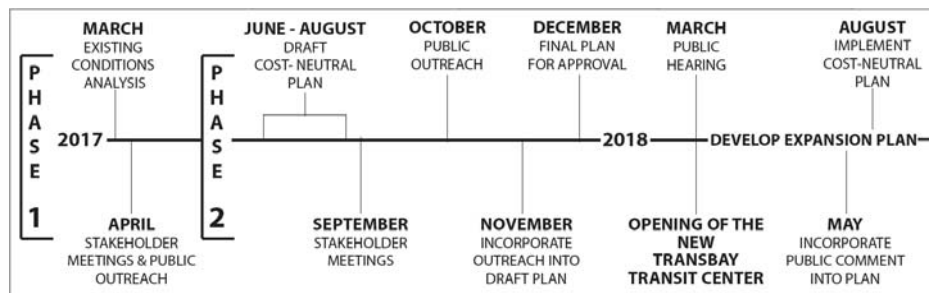 MARCH
EXISTING
CONDITIONS
ANALYSIS
JUNE - AUGUST
DRAFT
COST- NEUTRAL
PLAN
OCTOBER
PUBLIC
OUTREACH
DECEMBER
FINAL PLAN
FOR APPROVAL
MARCH
PUBLIC
HEARING
AUGUST
IMPLEMENT
COST-NEUTRAL
PLAN
PHASE 1
2017
PHASE 2
2018
DEVELOP EXPANSION PLAN
APRIL
STAKEHOLDER
MEETINGS & PUBLIC
OUTREACH
SEPTEMBER
STAKEHOLDER
MEETINGS
NOVEMBER
INCORPORATE
OUTREACH INTO
DRAFT PLAN
OPENING OF THE
NEW
TRANSBAY
TRANSIT CENTER
MAY
INCORPORATE
PUBLIC COMMENT
INTO PLAN